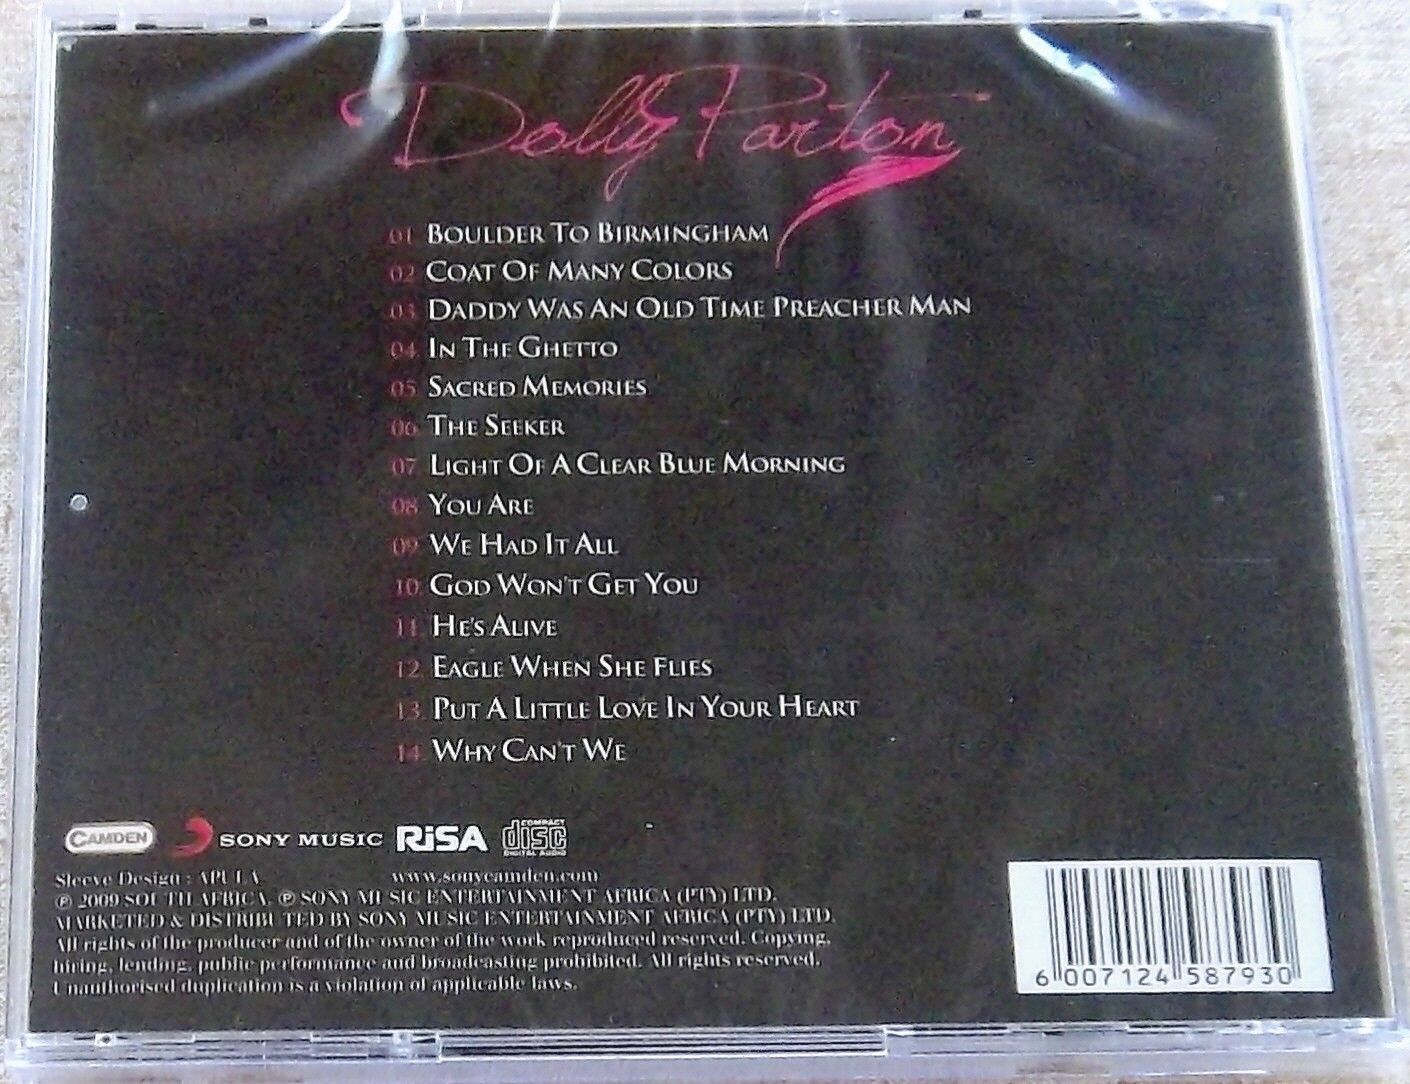 Dolly Parton
01. BOULDER TO BIRMINGHAM
02. COAT OF MANY COLORS
03. DADDY WAS AN OLD TIME PREACHER MAN
04. IN THE GHETTO
05. SACRED MEMORIES
06. THE SEEKER
07. LIGHT OF A CLEAR BLUE MORNING
08. YOU ARE
09. WE HAD IT ALL
10. GOD WON'T GET YOU
11. HE'S ALIVE
12. EAGLE WHEN SHE FLIES
13. PUT A LITTLE LOVE IN YOUR HEART
14. WHY CAN'T WE
CAMDEN SONY MUSIC RiSA COMPACT disc DIGITAL AUDIO
Sleeve Design : APULA www.sonycamden.com
℗ 2009 SOUTH AFRICA. ℗ SONY MUSIC ENTERTAINMENT AFRICA (PTY) LTD.
MARKETED & DISTRIBUTED BY SONY MUSIC ENTERTAINMENT AFRICA (PTY) LTD.
All rights of the producer and of the owner of the work reproduced reserved. Copying,
hiring, lending, public performance and broadcasting prohibited. All rights reserved.
Unauthorised duplication is a violation of applicable laws.
6 007124 587930